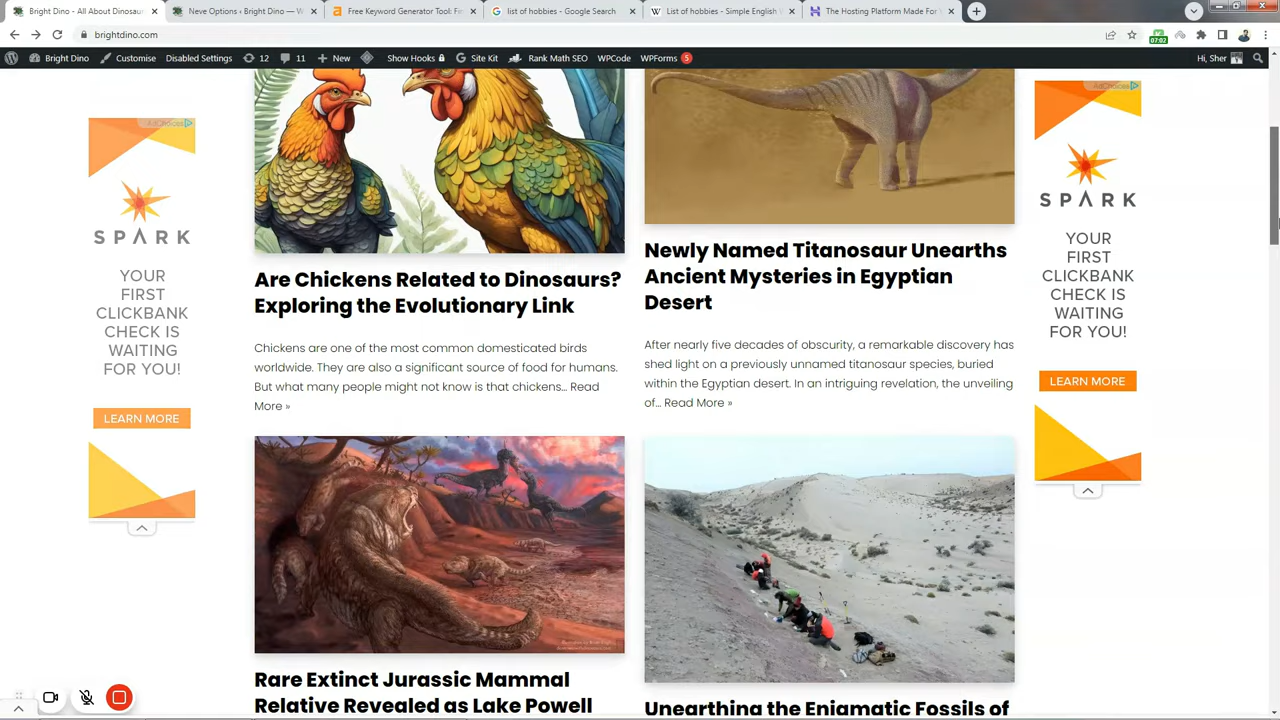 Bright Dino - All About Dinosau
Neve Options ‹ Bright Dino — W
Free Keyword Generator Tool: Fi
list of hobbies - Google Search
List of hobbies - Simple English W
The Hosting Platform Made For
brightdino.com
07:02
Bright Dino
Customise
Disabled Settings
12
11
New
Show Hooks
Site Kit
Rank Math SEO
WPCode
WPForms
5
Hi, Sher
AdChoices
SPARK
YOUR
FIRST
CLICKBANK
CHECK IS
WAITING
FOR YOU!
LEARN MORE
Are Chickens Related to Dinosaurs?
Exploring the Evolutionary Link
Chickens are one of the most common domesticated birds
worldwide. They are also a significant source of food for humans.
But what many people might not know is that chickens… Read
More »
Newly Named Titanosaur Unearths
Ancient Mysteries in Egyptian
Desert
After nearly five decades of obscurity, a remarkable discovery has
shed light on a previously unnamed titanosaur species, buried
within the Egyptian desert. In an intriguing revelation, the unveiling
of… Read More »
AdChoices
SPARK
YOUR
FIRST
CLICKBANK
CHECK IS
WAITING
FOR YOU!
LEARN MORE
Rare Extinct Jurassic Mammal
Relative Revealed as Lake Powell
Unearthing the Enigmatic Fossils of